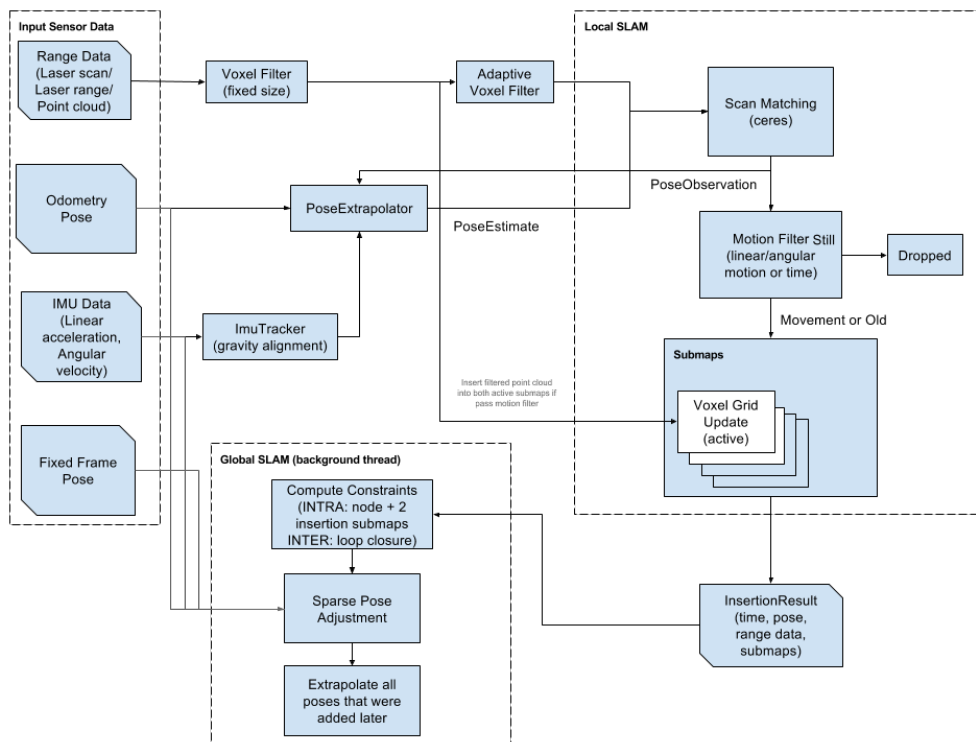 Input Sensor Data
Range Data
(Laser scan/
Laser range/
Point cloud)
Voxel Filter
(fixed size)
Adaptive
Voxel Filter
Local SLAM
Scan Matching
(ceres)
PoseObservation
Odometry
Pose
PoseExtrapolator
PoseEstimate
Motion Filter
(linear/angular
motion or time)
Still
Dropped
Movement or Old
IMU Data
(Linear
acceleration,
Angular
velocity)
ImuTracker
(gravity alignment)
Submaps
Insert filtered point cloud
into both active submaps if
pass motion filter
Voxel Grid
Update
(active)
Fixed Frame
Pose
Global SLAM (background thread)
Compute Constraints
(INTRA: node + 2
insertion submaps
INTER: loop closure)
Sparse Pose
Adjustment
Extrapolate all
poses that were
added later
InsertionResult
(time, pose,
range data,
submaps)